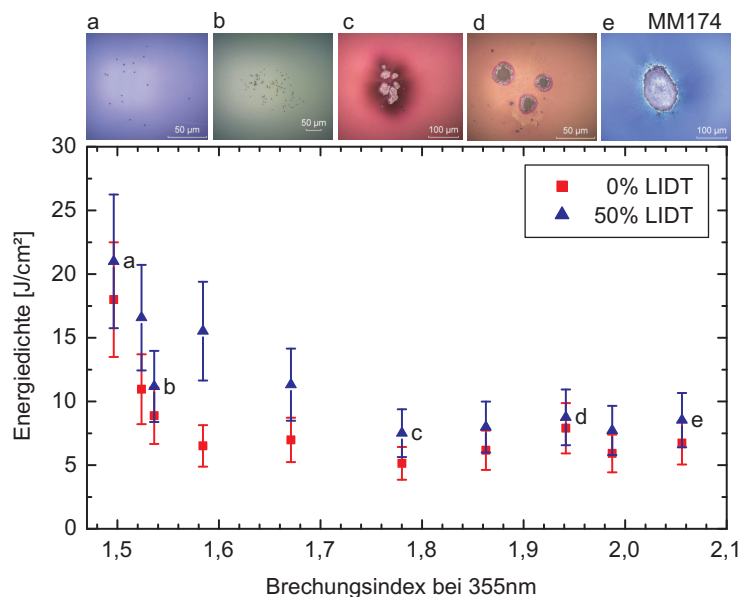 a b c d e MM174
50 µm 50 µm 100 µm 50 µm 100 µm
30
25
20
15
10
5
0
Energiedichte [J/cm²]
0% LIDT
50% LIDT
a
b
c
d
e
1,5 1,6 1,7 1,8 1,9 2,0 2,1
Brechungsindex bei 355nm